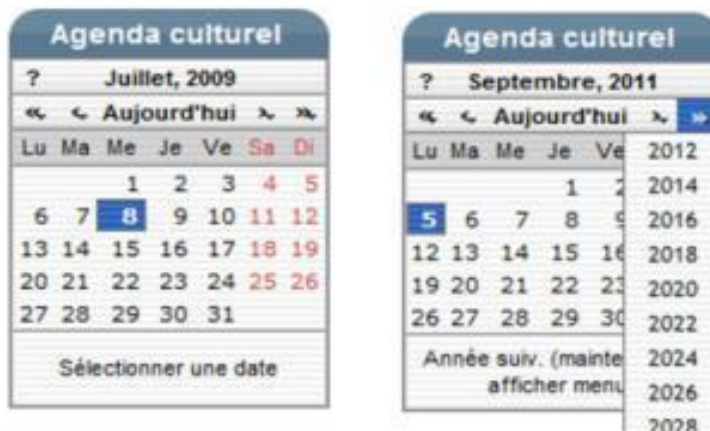 Agenda culturel
? Juillet, 2009
« ‹ Aujourd'hui › »
Lu Ma Me Je Ve Sa Di
1 2 3 4 5
6 7 8 9 10 11 12
13 14 15 16 17 18 19
20 21 22 23 24 25 26
27 28 29 30 31
Sélectionner une date
Agenda culturel
? Septembre, 2011
« ‹ Aujourd'hui › »
Lu Ma Me Je Ve
1
5 6 7 8
12 13 14 15
19 20 21 22
26 27 28 29 30
Année suiv. (mainte
afficher menu
2012
2014
2016
2018
2020
2022
2024
2026
2028